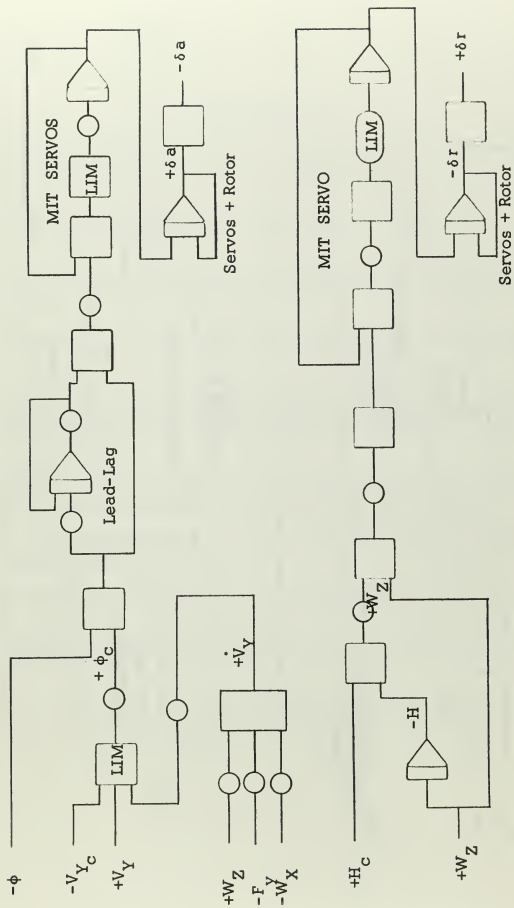 -φ
-V_Y_C
+V_Y
LIM
+ φ_C
Lead-Lag
MIT SERVOS
LIM
+δa
-δa
Servos + Rotor
+W_Z
-F_Y
-W_X
+V̇_Y
+H_C
+W_Z
-H
+W_Z
MIT SERVO
LIM
-δr
+δr
Servos + Rotor